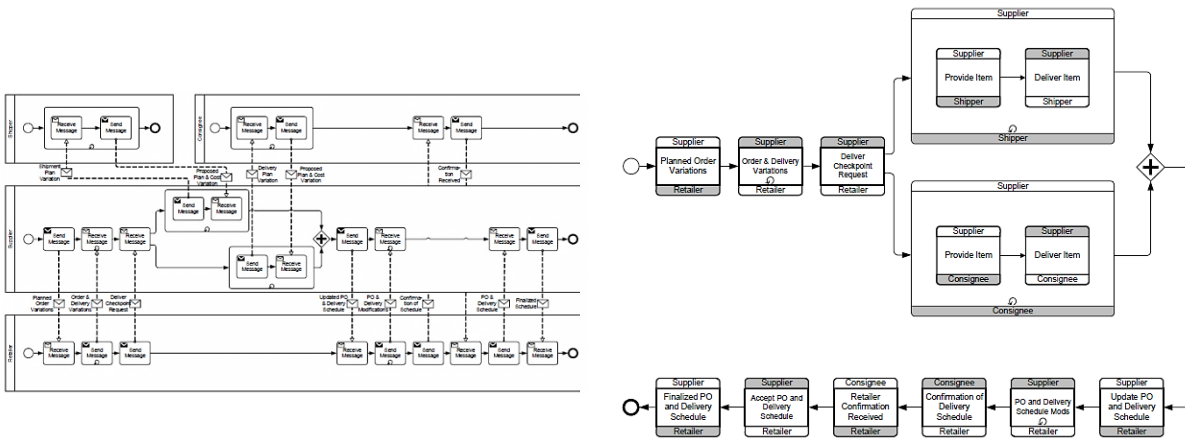 Shipper
Receive
Message
Send
Message
Consignee
Receive
Message
Send
Message
Receive
Message
Send
Message
Shipment
Plan
Variation
Proposed
Plan & Cost
Variation
Delivery
Plan
Variation
Proposed
Plan & Cost
Variation
Confirma-
tion
Received
Supplier
Send
Message
Receive
Message
Send
Message
Receive
Message
Receive
Message
Send
Message
Receive
Message
Send
Message
Receive
Message
Receive
Message
Send
Message
Planned
Order
Variations
Order &
Delivery
Variations
Deliver
Checkpoint
Request
Updated PO
& Delivery
Schedule
PO &
Delivery
Modifications
Confirma-
tion of
Schedule
PO &
Delivery
Schedule
Finalized
Schedule
Retailer
Receive
Message
Send
Message
Send
Message
Receive
Message
Send
Message
Send
Message
Receive
Message
Send
Message
Receive
Message
Supplier
Planned Order
Variations
Retailer
Supplier
Order & Delivery
Variations
Retailer
Supplier
Deliver
Checkpoint
Request
Retailer
Supplier
Supplier
Provide Item
Shipper
Supplier
Deliver Item
Shipper
Shipper
Supplier
Supplier
Provide Item
Consignee
Supplier
Deliver Item
Consignee
Consignee
Supplier
Finalized PO
and Delivery
Schedule
Retailer
Supplier
Accept PO and
Delivery
Schedule
Retailer
Consignee
Retailer
Confirmation
Received
Retailer
Consignee
Confirmation of
Delivery
Schedule
Retailer
Supplier
PO and Delivery
Schedule Mods
Retailer
Supplier
Update PO
and Delivery
Schedule
Retailer